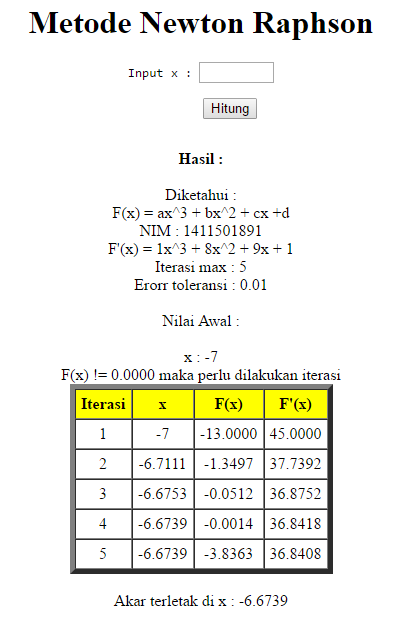 Metode Newton Raphson
Input x :
Hitung
Hasil :
Diketahui :
F(x) = ax^3 + bx^2 + cx +d
NIM : 1411501891
F'(x) = 1x^3 + 8x^2 + 9x + 1
Iterasi max : 5
Erorr toleransi : 0.01
Nilai Awal :
x : -7
F(x) != 0.0000 maka perlu dilakukan iterasi
Iterasi x F(x) F'(x)
1 -7 -13.0000 45.0000
2 -6.7111 -1.3497 37.7392
3 -6.6753 -0.0512 36.8752
4 -6.6739 -0.0014 36.8418
5 -6.6739 -3.8363 36.8408
Akar terletak di x : -6.6739